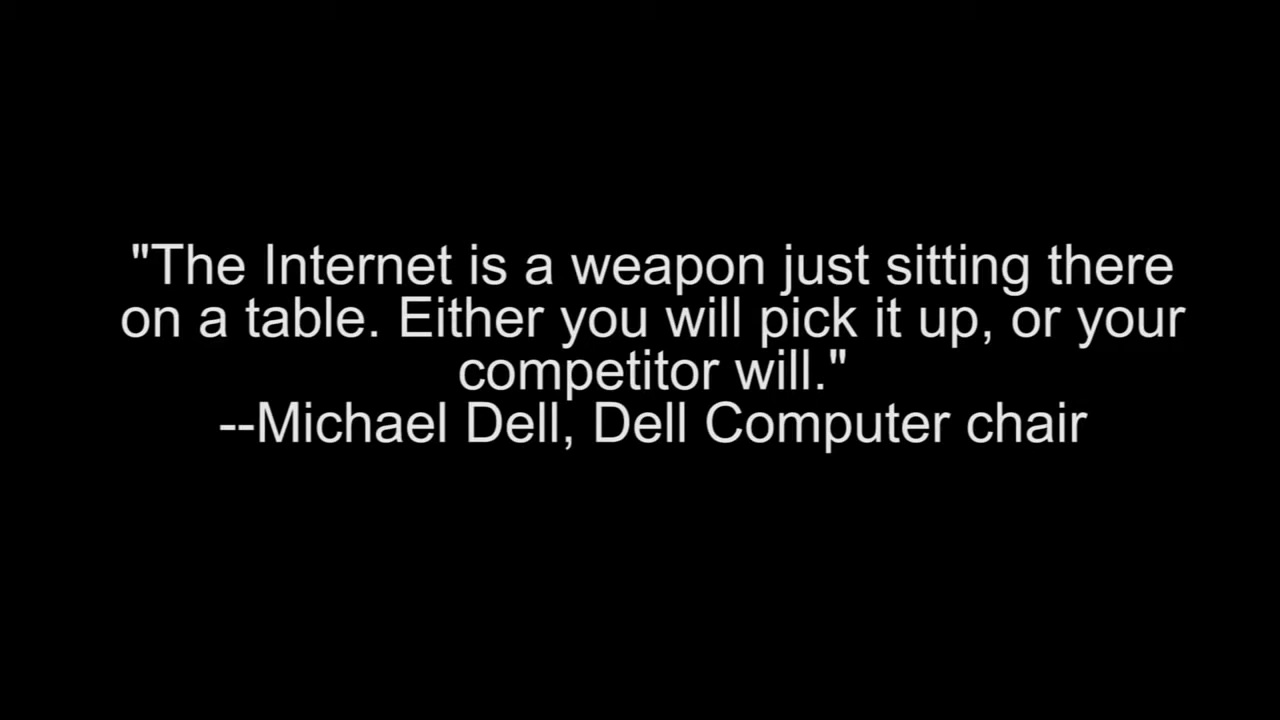 "The Internet is a weapon just sitting there
on a table. Either you will pick it up, or your
competitor will."
--Michael Dell, Dell Computer chair